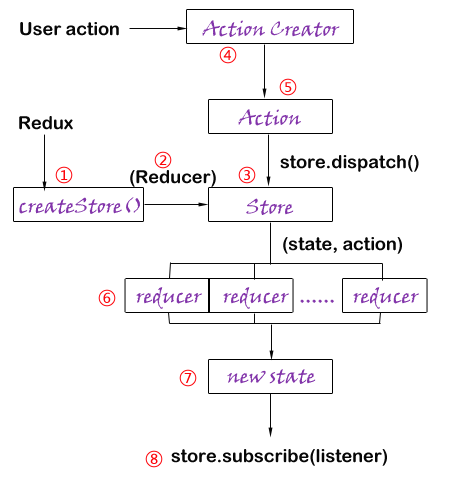 User action
Action Creator
④
⑤
Action
Redux
store.dispatch()
①
②
(Reducer)
③
createStore()
Store
(state, action)
⑥
reducer reducer ...... reducer
⑦
new state
⑧ store.subscribe(listener)